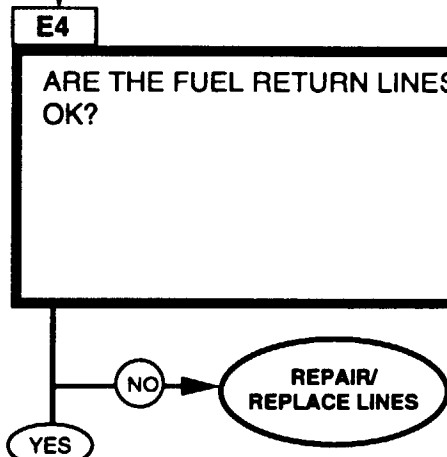 E4
ARE THE FUEL RETURN LINES
OK?
NO
REPAIR/
REPLACE LINES
YES